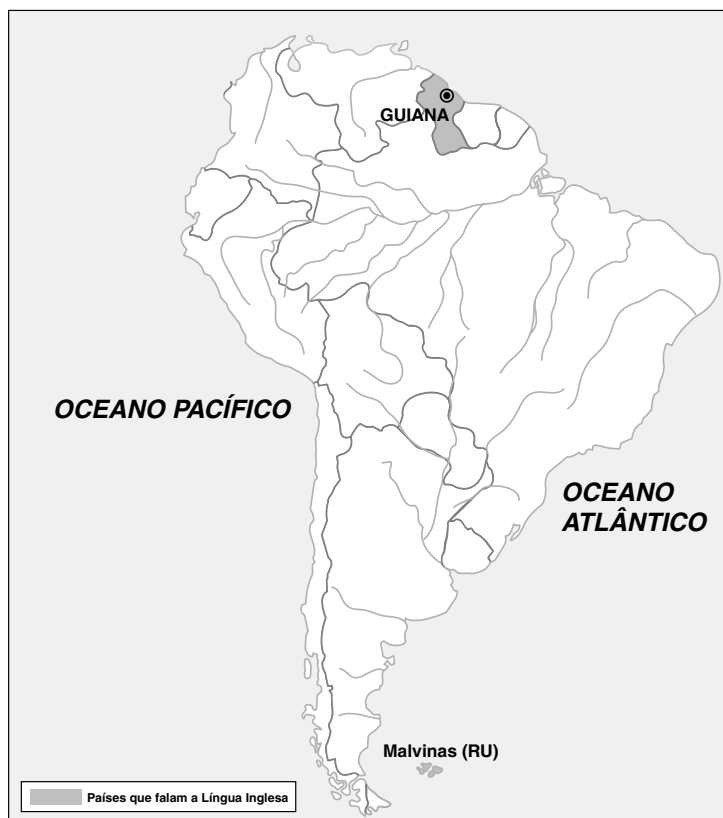 GUIANA
OCEANO PACÍFICO
OCEANO
ATLÂNTICO
Malvinas (RU)
Países que falam a Língua Inglesa